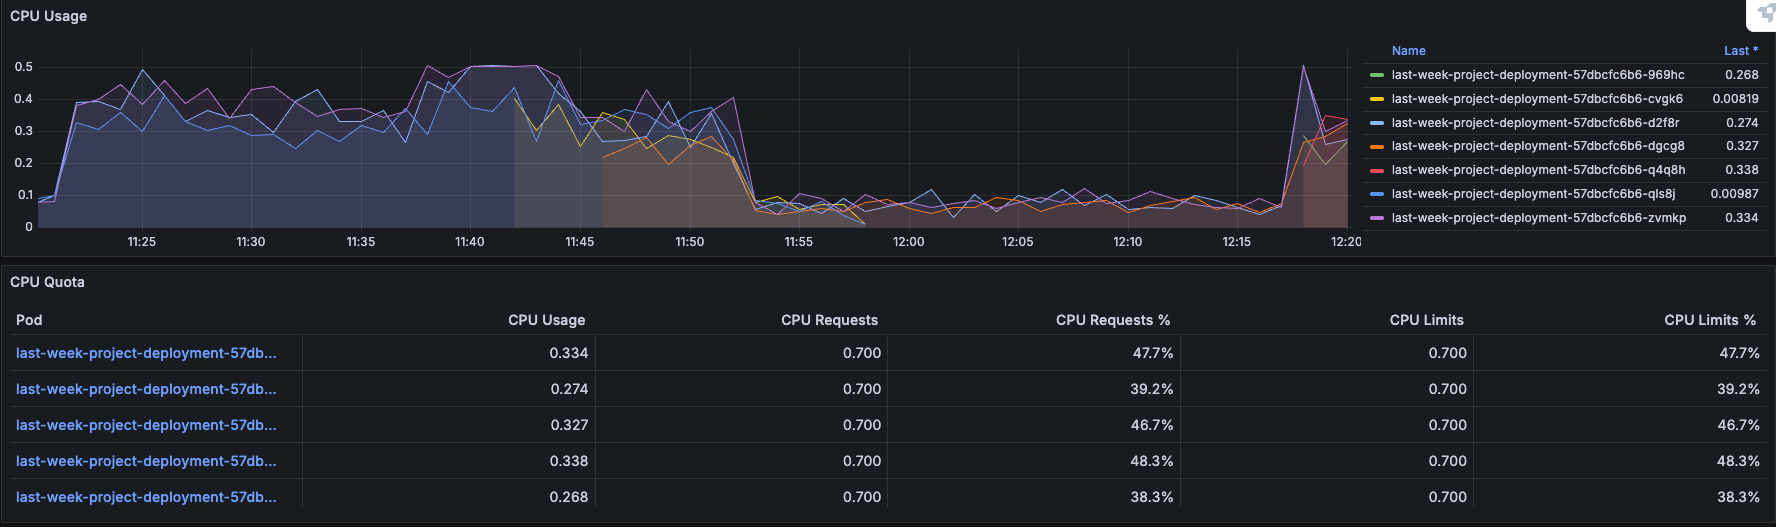 CPU Usage
Name Last *
0.5
0.4
0.3
0.2
0.1
0
11:25 11:30 11:35 11:40 11:45 11:50 11:55 12:00 12:05 12:10 12:15 12:20
last-week-project-deployment-57dbcfc6b6-969hc 0.268
last-week-project-deployment-57dbcfc6b6-cvgk6 0.00819
last-week-project-deployment-57dbcfc6b6-d2f8r 0.274
last-week-project-deployment-57dbcfc6b6-dgcg8 0.327
last-week-project-deployment-57dbcfc6b6-q4q8h 0.338
last-week-project-deployment-57dbcfc6b6-qls8j 0.00987
last-week-project-deployment-57dbcfc6b6-zvmkp 0.334
CPU Quota
Pod CPU Usage CPU Requests CPU Requests % CPU Limits CPU Limits %
last-week-project-deployment-57db... 0.334 0.700 47.7% 0.700 47.7%
last-week-project-deployment-57db... 0.274 0.700 39.2% 0.700 39.2%
last-week-project-deployment-57db... 0.327 0.700 46.7% 0.700 46.7%
last-week-project-deployment-57db... 0.338 0.700 48.3% 0.700 48.3%
last-week-project-deployment-57db... 0.268 0.700 38.3% 0.700 38.3%